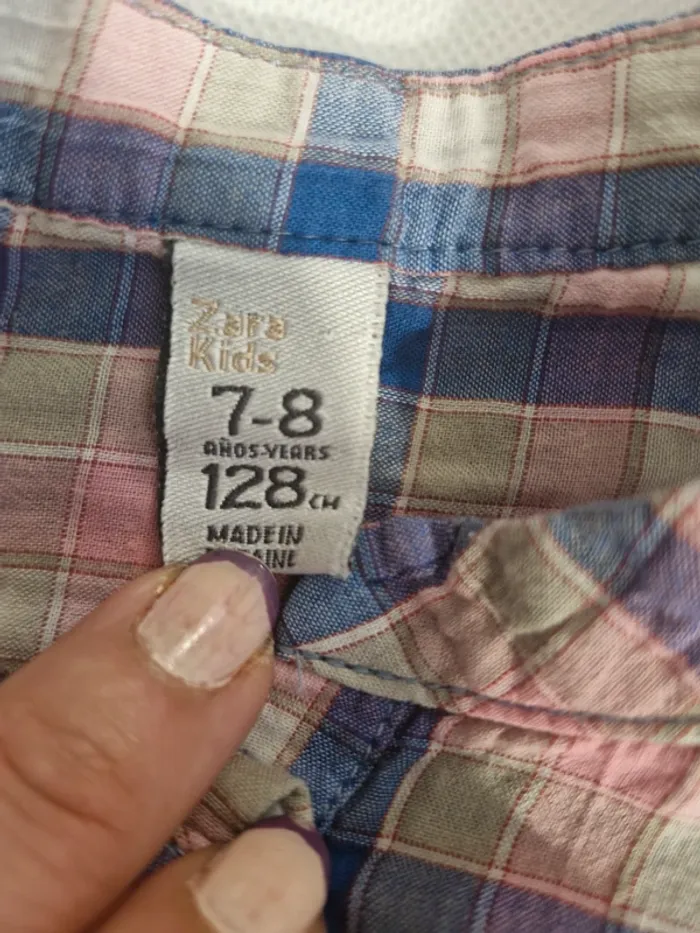 Zara
Kids
7-8
AÑOS-YEARS
128 CM
MADE IN